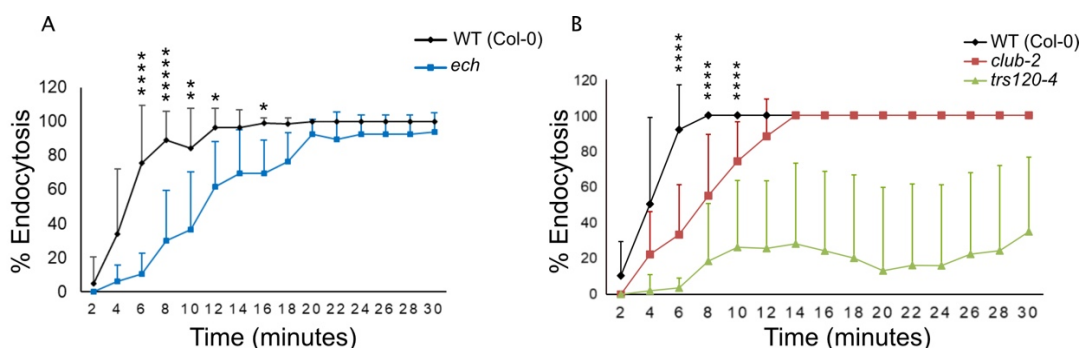 A
WT (Col-0)
ech
% Endocytosis
120
100
80
60
40
20
0
**** ***** ** * *
2 4 6 8 10 12 14 16 18 20 22 24 26 28 30
Time (minutes)
B
WT (Col-0)
club-2
trs120-4
% Endocytosis
120
100
80
60
40
20
0
**** **** ****
2 4 6 8 10 12 14 16 18 20 22 24 26 28 30
Time (minutes)